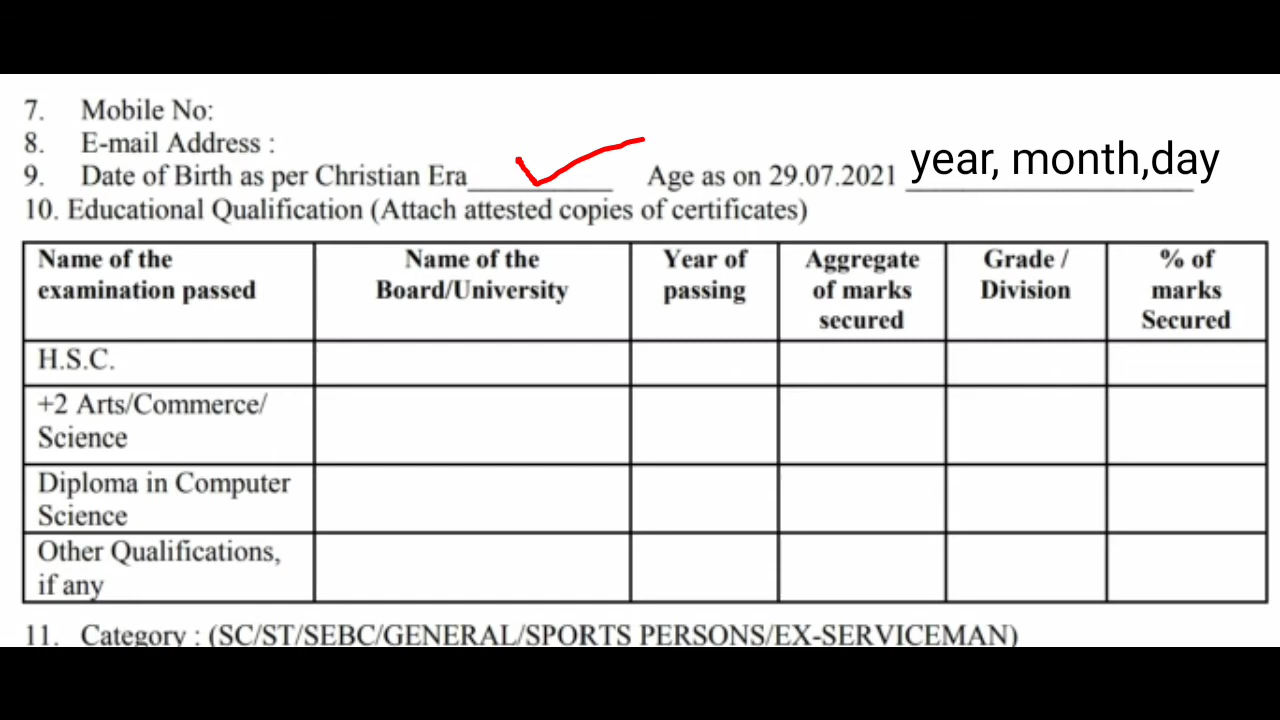 7. Mobile No:
8. E-mail Address :
9. Date of Birth as per Christian Era__________ Age as on 29.07.2021 year, month,day
10. Educational Qualification (Attach attested copies of certificates)
Name of the examination passed | Name of the Board/University | Year of passing | Aggregate of marks secured | Grade / Division | % of marks Secured
H.S.C.
+2 Arts/Commerce/
Science
Diploma in Computer
Science
Other Qualifications,
if any
11. Category : (SC/ST/SEBC/GENERAL/SPORTS PERSONS/EX-SERVICEMAN)